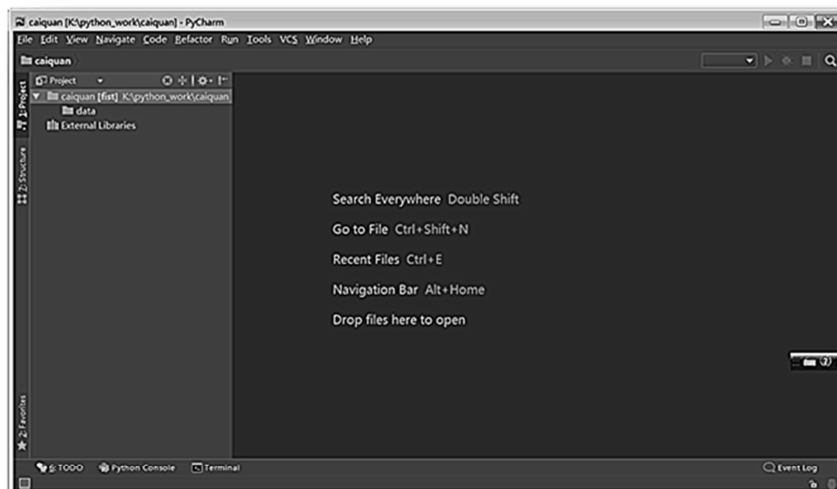 caiquan [K:\python_work\caiquan] - PyCharm
File Edit View Navigate Code Refactor Run Tools VCS Window Help
caiquan
1: Project
Project
caiquan [fist] K:\python_work\caiquan
data
External Libraries
2: Structure
Search Everywhere Double Shift
Go to File Ctrl+Shift+N
Recent Files Ctrl+E
Navigation Bar Alt+Home
Drop files here to open
2: Favorites
6: TODO Python Console Terminal Event Log